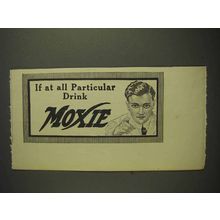 If at all Particular
Drink
MOXIE